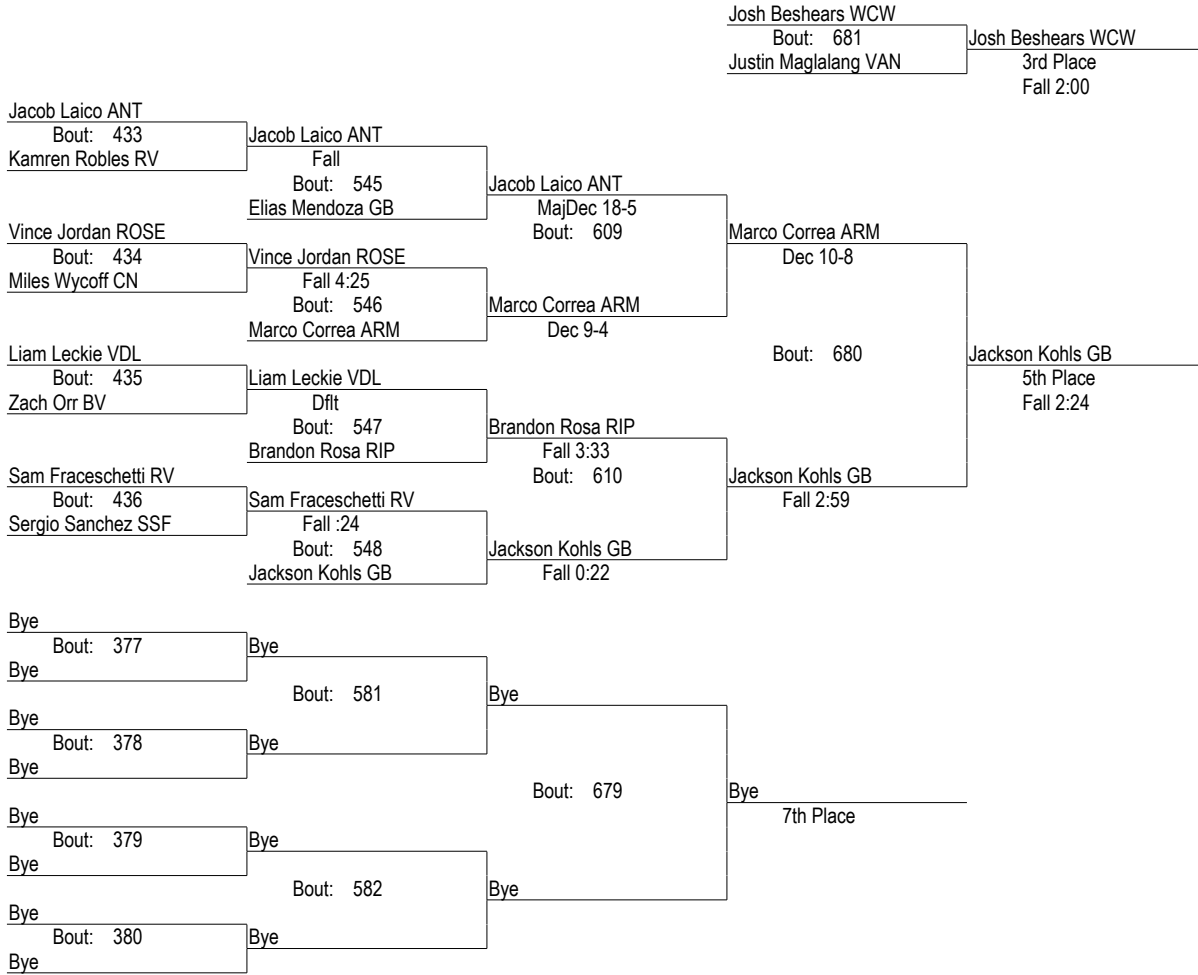 Josh Beshears WCW
Bout: 681
Josh Beshears WCW
Justin Maglalang VAN
3rd Place
Fall 2:00
Jacob Laico ANT
Bout: 433
Jacob Laico ANT
Kamren Robles RV
Fall
Bout: 545
Jacob Laico ANT
Elias Mendoza GB
MajDec 18-5
Vince Jordan ROSE
Bout: 609
Marco Correa ARM
Bout: 434
Vince Jordan ROSE
Dec 10-8
Miles Wycoff CN
Fall 4:25
Bout: 546
Marco Correa ARM
Marco Correa ARM
Dec 9-4
Liam Leckie VDL
Bout: 680
Jackson Kohls GB
Bout: 435
Liam Leckie VDL
5th Place
Zach Orr BV
Dflt
Fall 2:24
Bout: 547
Brandon Rosa RIP
Brandon Rosa RIP
Fall 3:33
Sam Fraceschetti RV
Bout: 610
Jackson Kohls GB
Bout: 436
Sam Fraceschetti RV
Fall 2:59
Sergio Sanchez SSF
Fall :24
Bout: 548
Jackson Kohls GB
Jackson Kohls GB
Fall 0:22
Bye
Bout: 377
Bye
Bye
Bout: 581
Bye
Bye
Bout: 378
Bye
Bye
Bout: 679
Bye
Bye
7th Place
Bout: 379
Bye
Bye
Bout: 582
Bye
Bye
Bout: 380
Bye
Bye